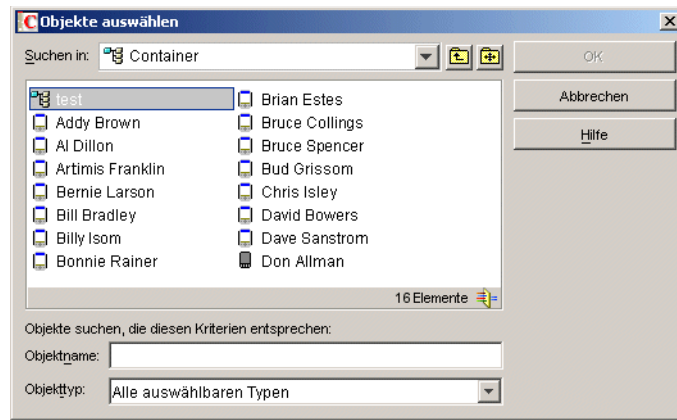 Objekte auswählen
Suchen in: Container
OK
Abbrechen
Hilfe
test
Addy Brown
Al Dillon
Artimis Franklin
Bernie Larson
Bill Bradley
Billy Isom
Bonnie Rainer
Brian Estes
Bruce Collings
Bruce Spencer
Bud Grissom
Chris Isley
David Bowers
Dave Sanstrom
Don Allman
16 Elemente
Objekte suchen, die diesen Kriterien entsprechen:
Objektname:
Objekttyp: Alle auswählbaren Typen